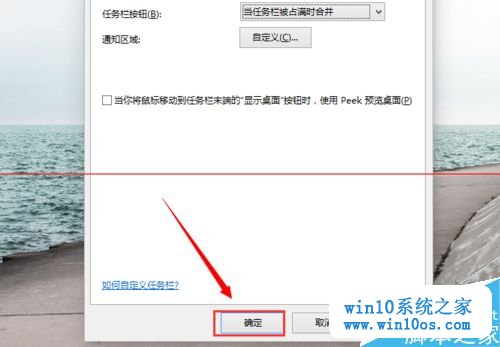 任务栏按钮(B):
当任务栏被占满时合并
通知区域:
自定义(C)...
当你将鼠标移动到任务栏末端的"显示桌面"按钮时，使用 Peek 预览桌面(P)
如何自定义任务栏?
确定
取消
win10系统之家
www.win10os.com
脚本之家